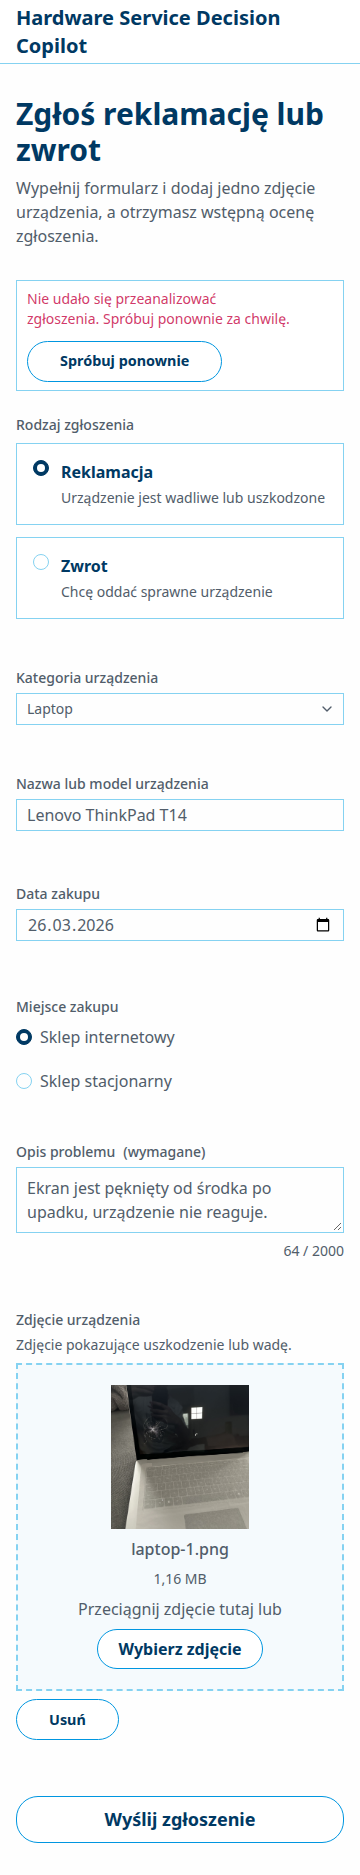 Hardware Service Decision
Copilot
Zgłoś reklamację lub
zwrot
Wypełnij formularz i dodaj jedno zdjęcie
urządzenia, a otrzymasz wstępną ocenę
zgłoszenia.
Nie udało się przeanalizować
zgłoszenia. Spróbuj ponownie za chwilę.
Spróbuj ponownie
Rodzaj zgłoszenia
Reklamacja
Urządzenie jest wadliwe lub uszkodzone
Zwrot
Chcę oddać sprawne urządzenie
Kategoria urządzenia
Laptop
Nazwa lub model urządzenia
Lenovo ThinkPad T14
Data zakupu
26.03.2026
Miejsce zakupu
Sklep internetowy
Sklep stacjonarny
Opis problemu (wymagane)
Ekran jest pęknięty od środka po
upadku, urządzenie nie reaguje.
64 / 2000
Zdjęcie urządzenia
Zdjęcie pokazujące uszkodzenie lub wadę.
laptop-1.png
1,16 MB
Przeciągnij zdjęcie tutaj lub
Wybierz zdjęcie
Usuń
Wyślij zgłoszenie